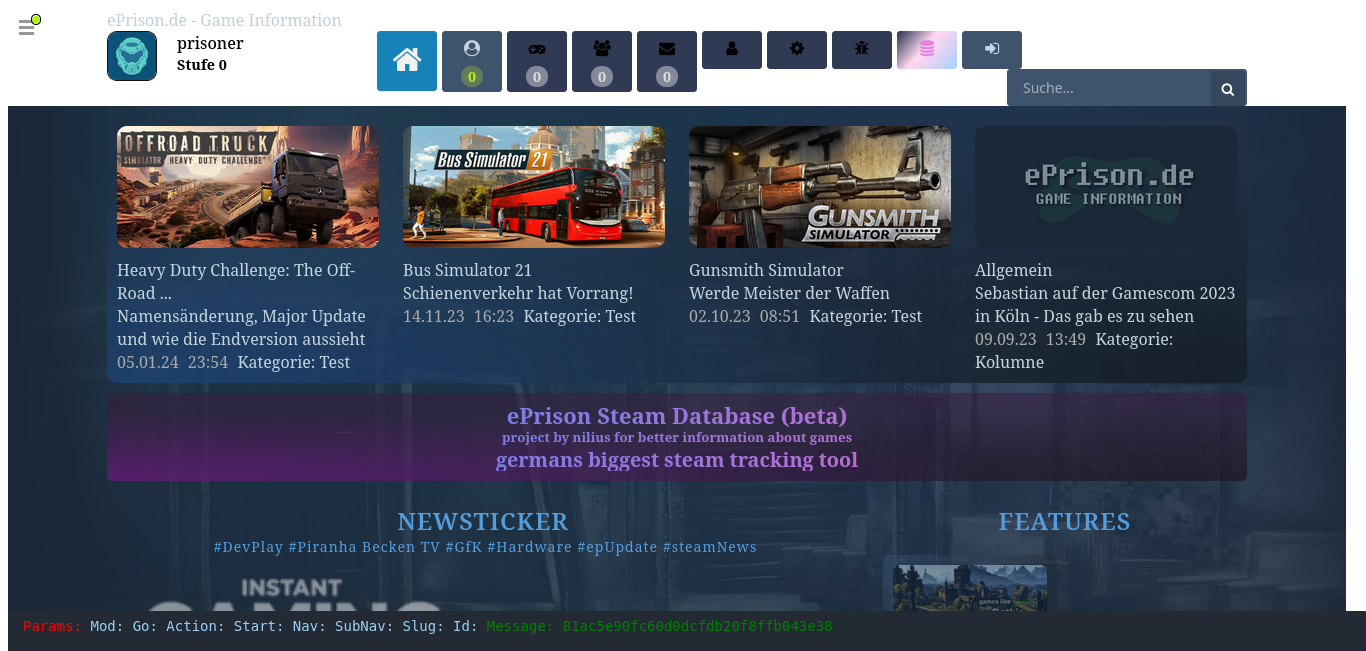 ePrison.de - Game Information
prisoner
Stufe 0
0
0
0
0
Suche...
OFFROAD TRUCK
SIMULATOR HEAVY DUTY CHALLENGE
Heavy Duty Challenge: The Off-
Road ...
Namensänderung, Major Update
und wie die Endversion aussieht
05.01.24 23:54 Kategorie: Test
Bus Simulator 21
Bus Simulator 21
Schienenverkehr hat Vorrang!
14.11.23 16:23 Kategorie: Test
GUNSMITH
SIMULATOR
Gunsmith Simulator
Werde Meister der Waffen
02.10.23 08:51 Kategorie: Test
ePrison.de
GAME INFORMATION
Allgemein
Sebastian auf der Gamescom 2023
in Köln - Das gab es zu sehen
09.09.23 13:49 Kategorie:
Kolumne
Street
ePrison Steam Database (beta)
project by nilius for better information about games
germans biggest steam tracking tool
NEWSTICKER
#DevPlay #Piranha Becken TV #GfK #Hardware #epUpdate #steamNews
INSTANT
GAMING
FEATURES
games like
Gothic
Params: Mod: Go: Action: Start: Nav: SubNav: Slug: Id: Message: 81ac5e90fc60d0dcfdb20f8ffb043e38